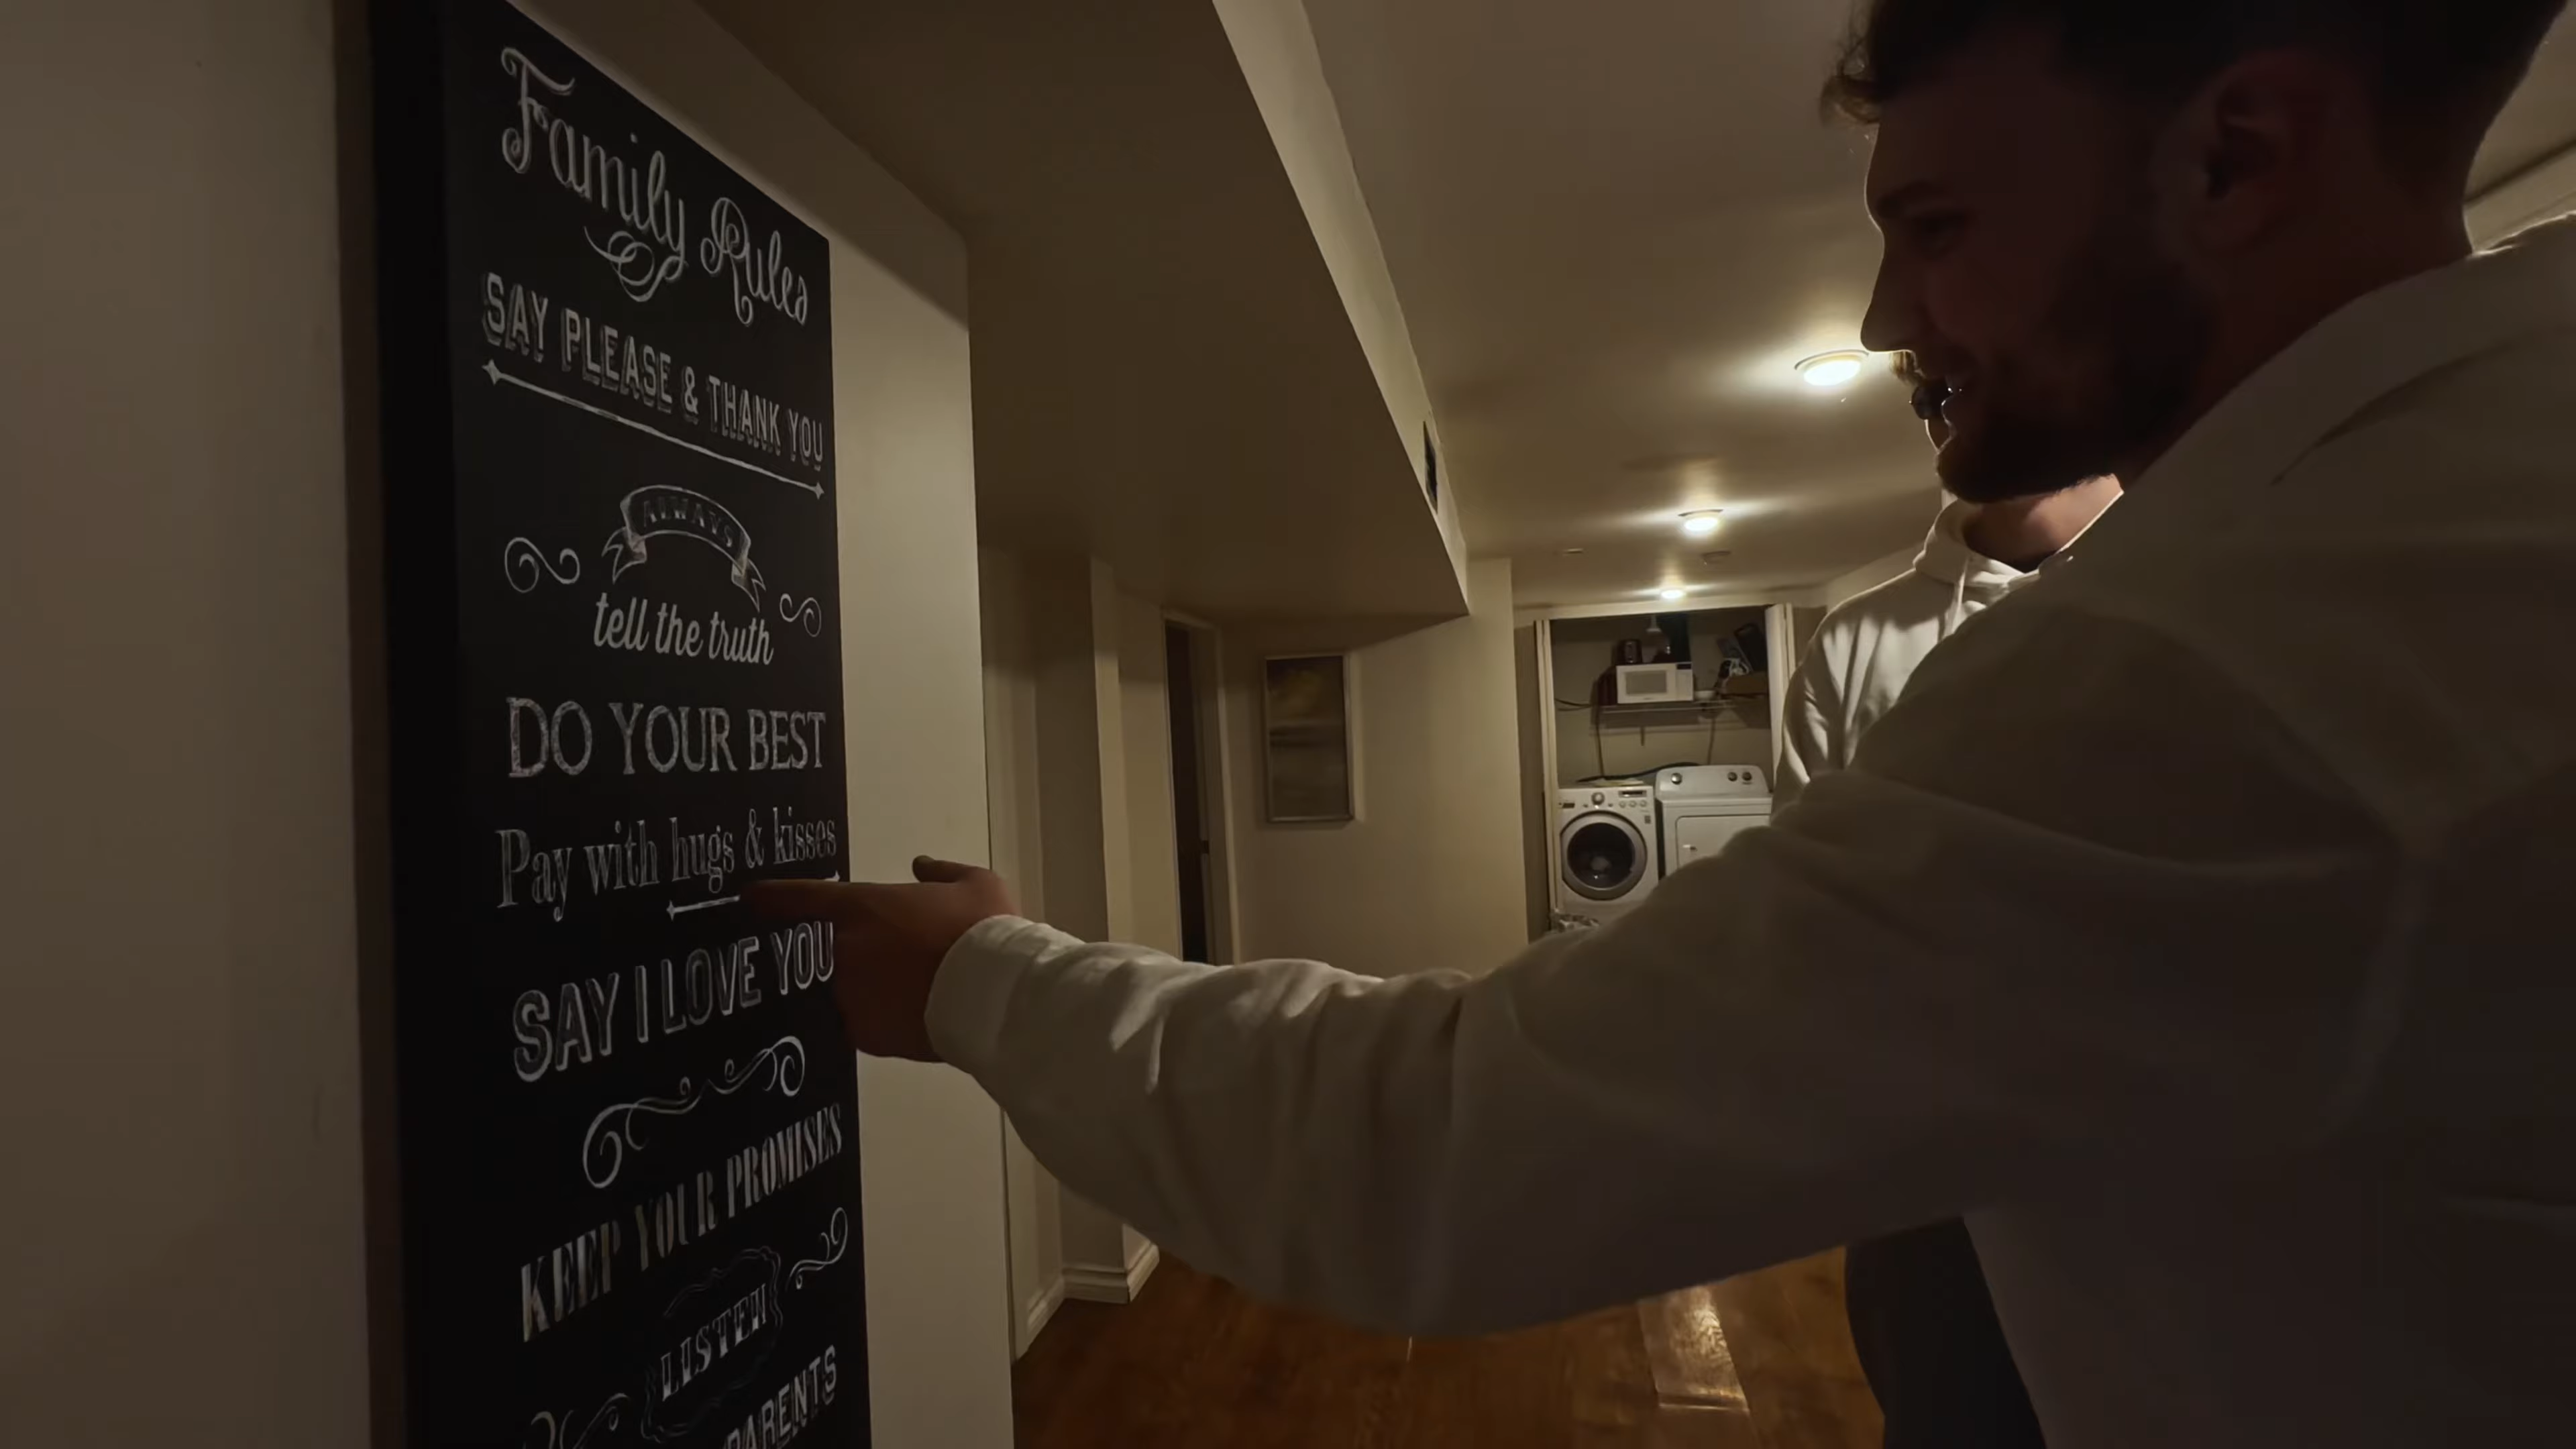 Family Rules
SAY PLEASE & THANK YOU
ALWAYS
tell the truth
DO YOUR BEST
Pay with hugs & kisses
SAY I LOVE YOU
KEEP YOUR PROMISES
LISTEN
PARENTS